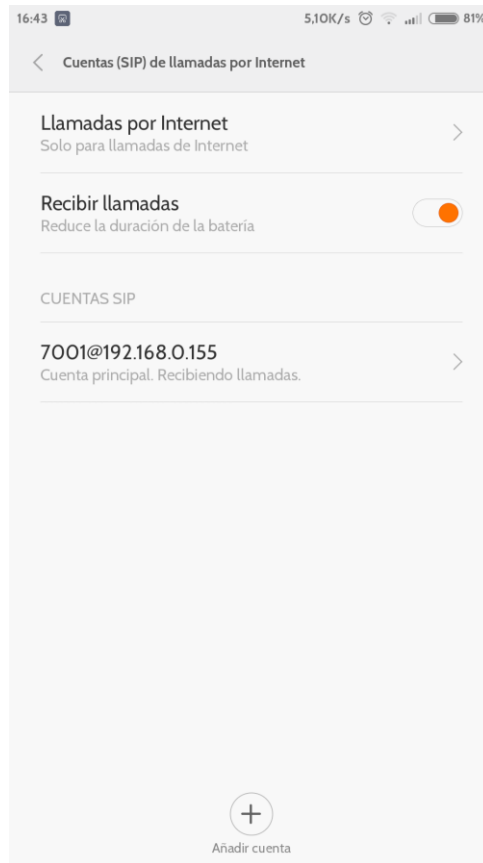 16:43 5,10K/s 81%
Cuentas (SIP) de llamadas por Internet
Llamadas por Internet
Solo para llamadas de Internet
Recibir llamadas
Reduce la duración de la batería
CUENTAS SIP
7001@192.168.0.155
Cuenta principal. Recibiendo llamadas.
Añadir cuenta